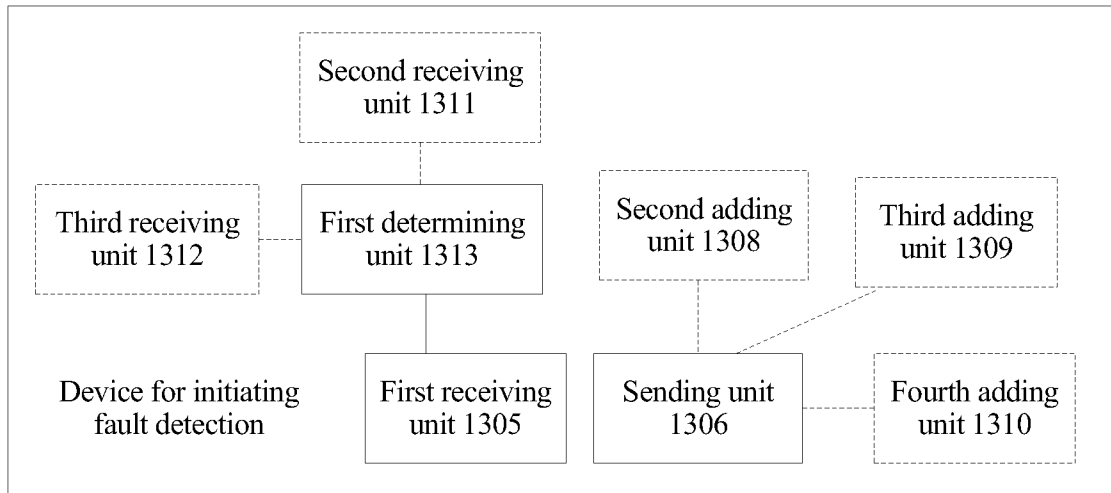 Second receiving
unit 1311
Third receiving
unit 1312
First determining
unit 1313
Second adding
unit 1308
Third adding
unit 1309
Device for initiating
fault detection
First receiving
unit 1305
Sending unit
1306
Fourth adding
unit 1310